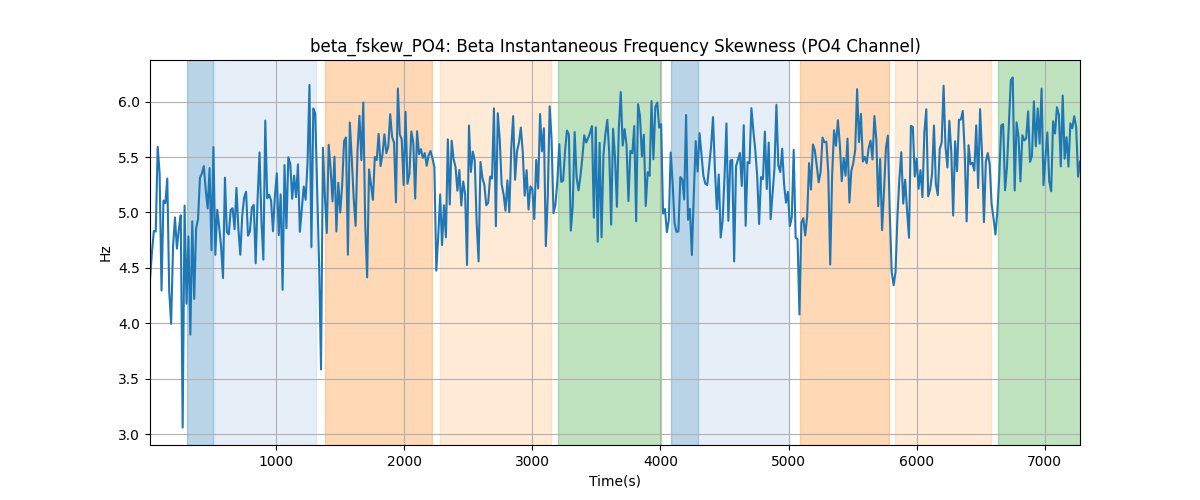 beta_fskew_PO4: Beta Instantaneous Frequency Skewness (PO4 Channel)
6.0
5.5
5.0
4.5
4.0
3.5
3.0
Hz
1000 2000 3000 4000 5000 6000 7000
Time(s)